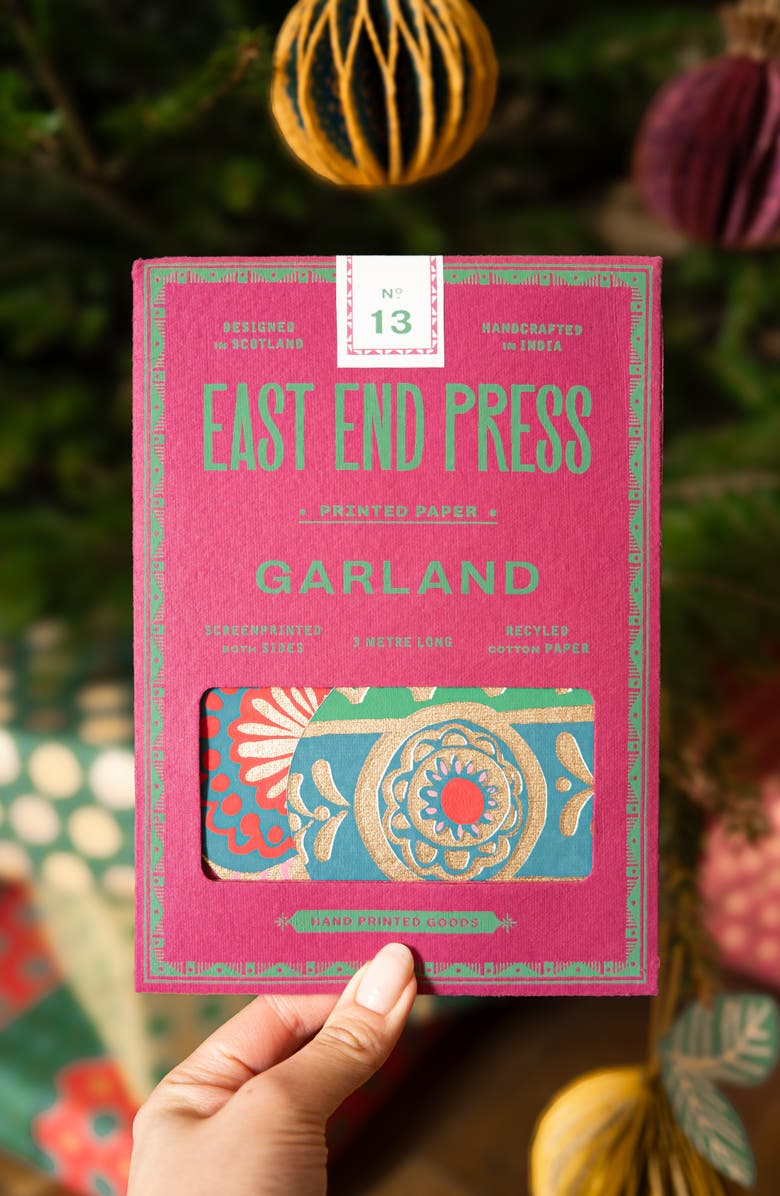 Nº
13
DESIGNED
IN SCOTLAND
HANDCRAFTED
IN INDIA
EAST END PRESS
• PRINTED PAPER •
GARLAND
SCREENPRINTED
BOTH SIDES
3 METRE LONG
RECYLED
COTTON PAPER
HAND PRINTED GOODS